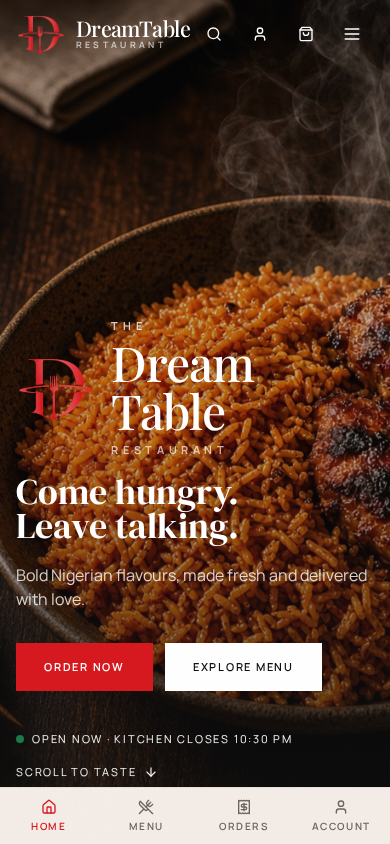 DreamTable
RESTAURANT
THE
Dream
Table
RESTAURANT
Come hungry.
Leave talking.
Bold Nigerian flavours, made fresh and delivered
with love.
ORDER NOW
EXPLORE MENU
OPEN NOW · KITCHEN CLOSES 10:30 PM
SCROLL TO TASTE
HOME
MENU
ORDERS
ACCOUNT